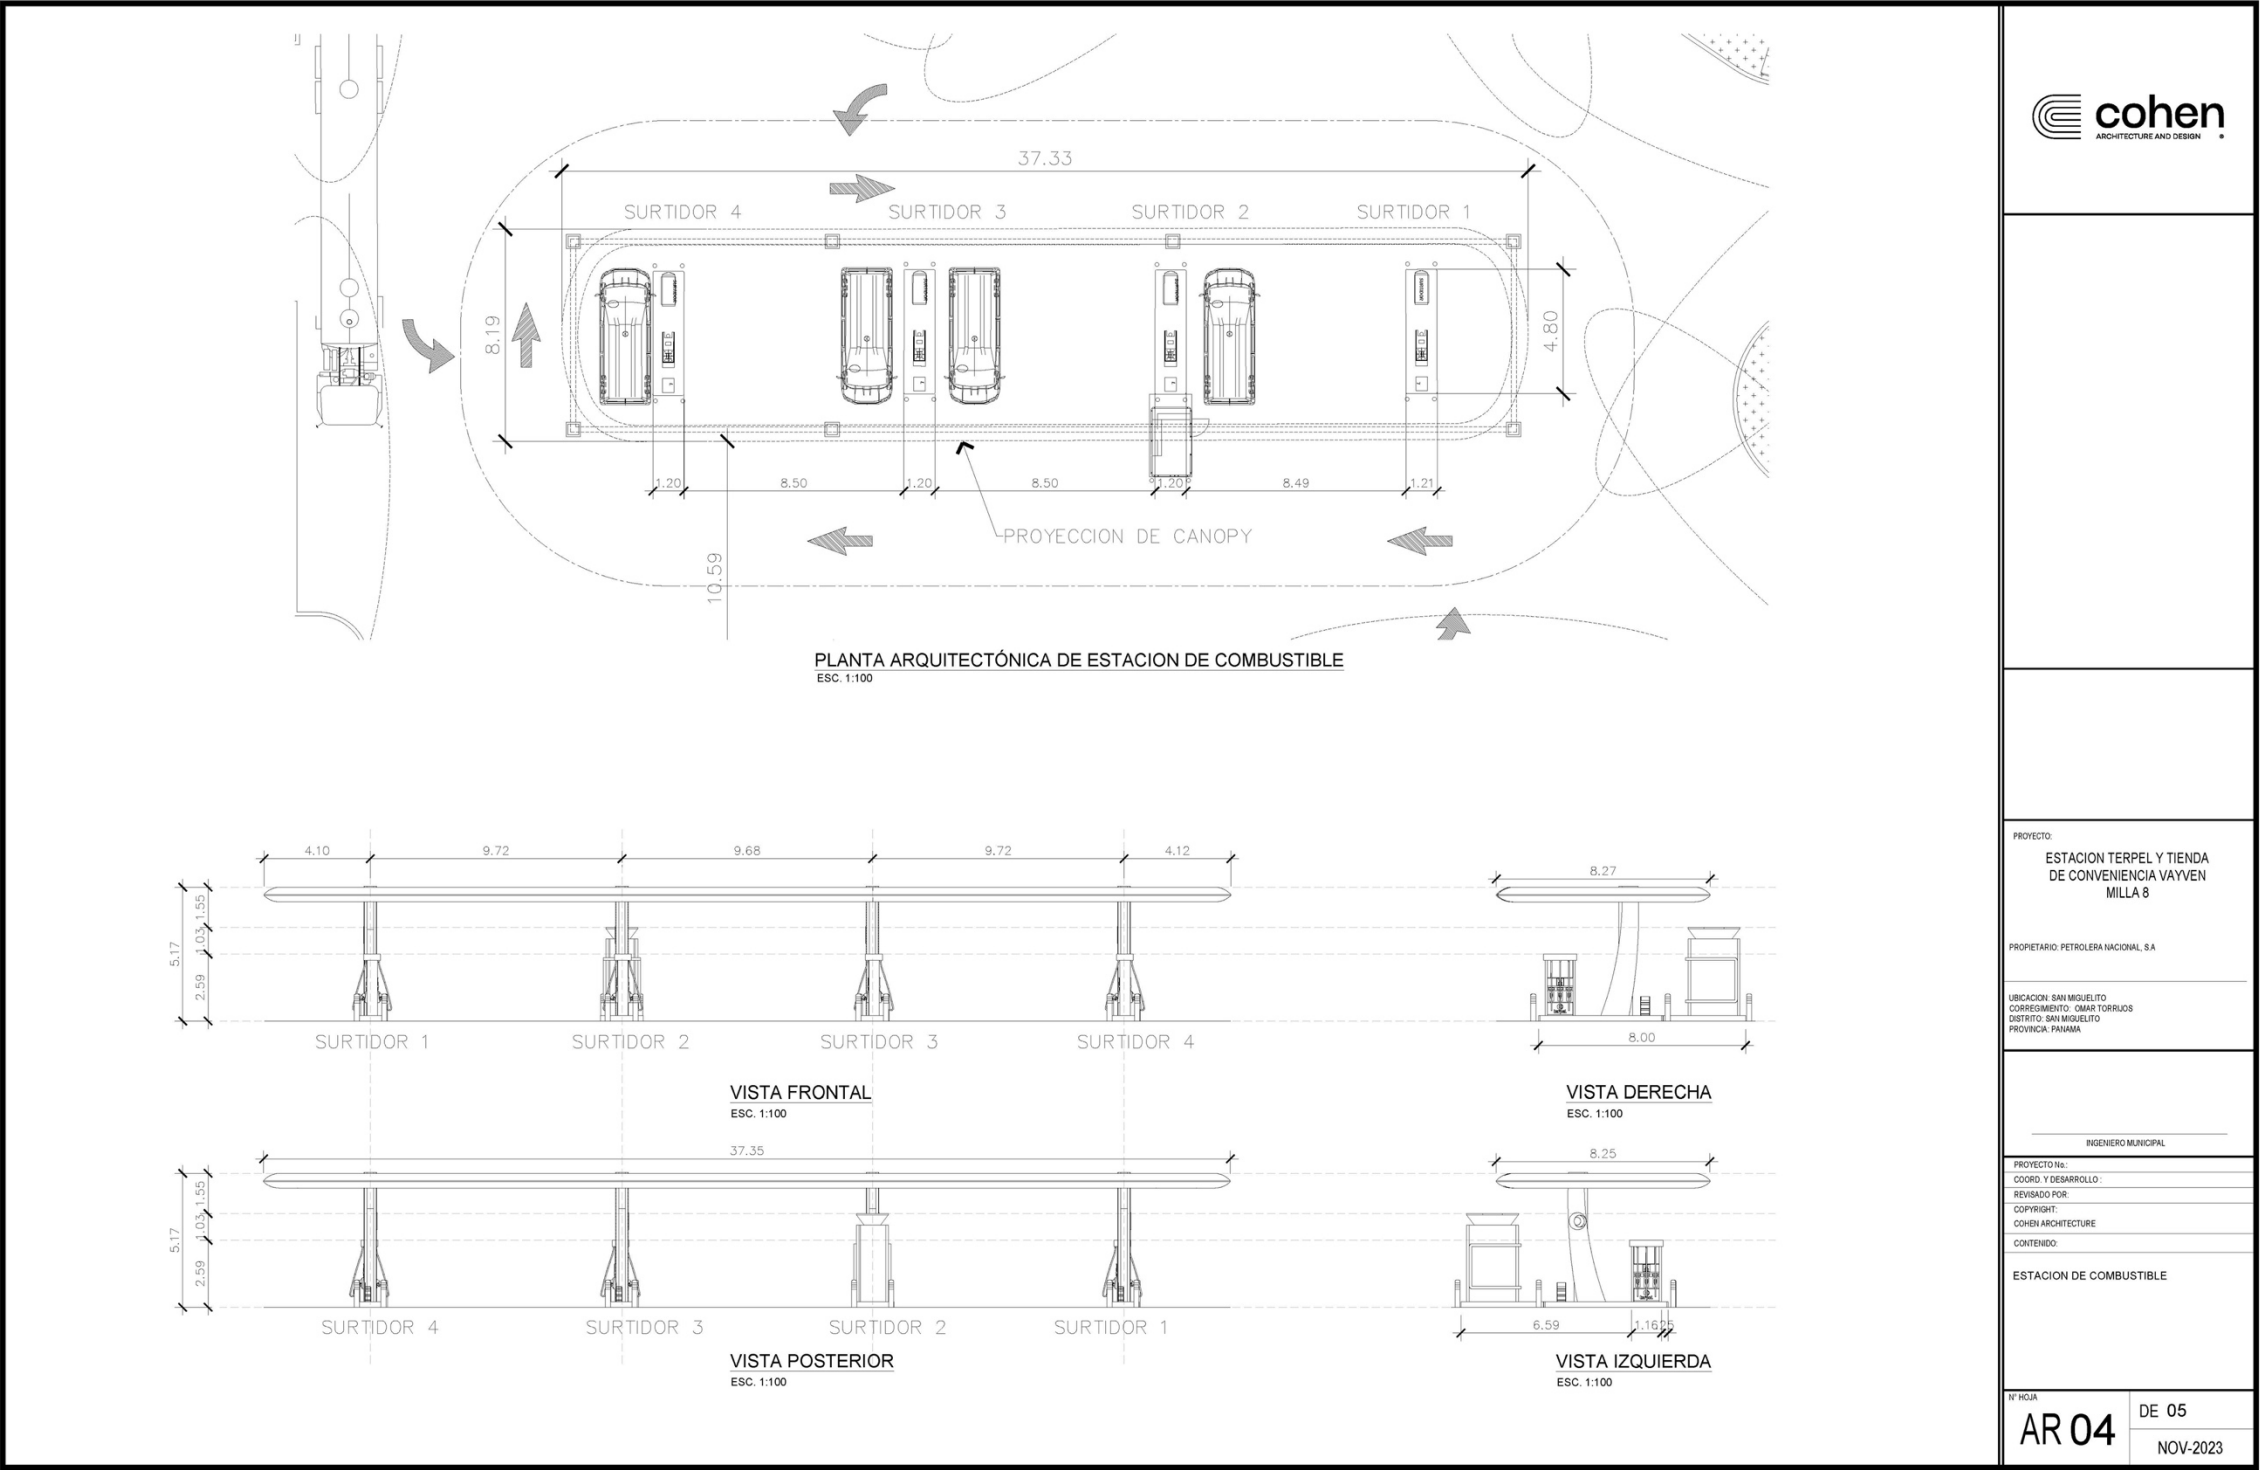 37.33
SURTIDOR 4
SURTIDOR 3
SURTIDOR 2
SURTIDOR 1
8.19
4.80
1.20
8.50
1.20
8.50
1.20
8.49
1.21
PROYECCION DE CANOPY
10.59
PLANTA ARQUITECTÓNICA DE ESTACION DE COMBUSTIBLE
ESC. 1:100
4.10
9.72
9.68
9.72
4.12
5.17
1.55
1.03
2.59
SURTIDOR 1
SURTIDOR 2
SURTIDOR 3
SURTIDOR 4
VISTA FRONTAL
ESC. 1:100
8.27
8.00
VISTA DERECHA
ESC. 1:100
37.35
5.17
1.55
1.03
2.59
SURTIDOR 4
SURTIDOR 3
SURTIDOR 2
SURTIDOR 1
VISTA POSTERIOR
ESC. 1:100
8.25
6.59
1.16
VISTA IZQUIERDA
ESC. 1:100
cohen
ARCHITECTURE AND DESIGN ®
PROYECTO:
ESTACION TERPEL Y TIENDA
DE CONVENIENCIA VAYVEN
MILLA 8
PROPIETARIO: PETROLERA NACIONAL, S.A
UBICACION: SAN MIGUELITO
CORREGIMIENTO: OMAR TORRIJOS
DISTRITO: SAN MIGUELITO
PROVINCIA: PANAMA
INGENIERO MUNICIPAL
PROYECTO No.:
COORD. Y DESARROLLO :
REVISADO POR:
COPYRIGHT:
COHEN ARCHITECTURE
CONTENIDO:
ESTACION DE COMBUSTIBLE
N° HOJA
AR 04
DE 05
NOV-2023